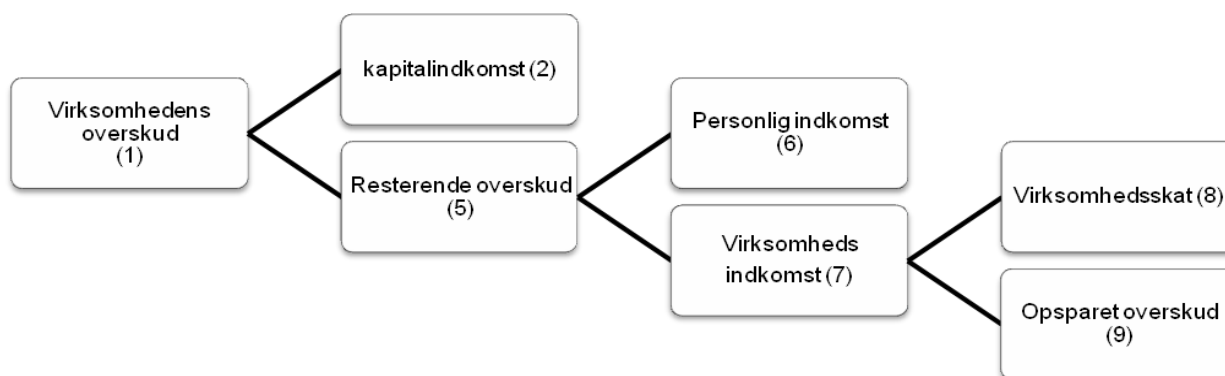 Virksomhedens
overskud
(1)
kapitalindkomst (2)
Resterende overskud
(5)
Personlig indkomst
(6)
Virksomheds
indkomst (7)
Virksomhedsskat (8)
Opsparet overskud
(9)